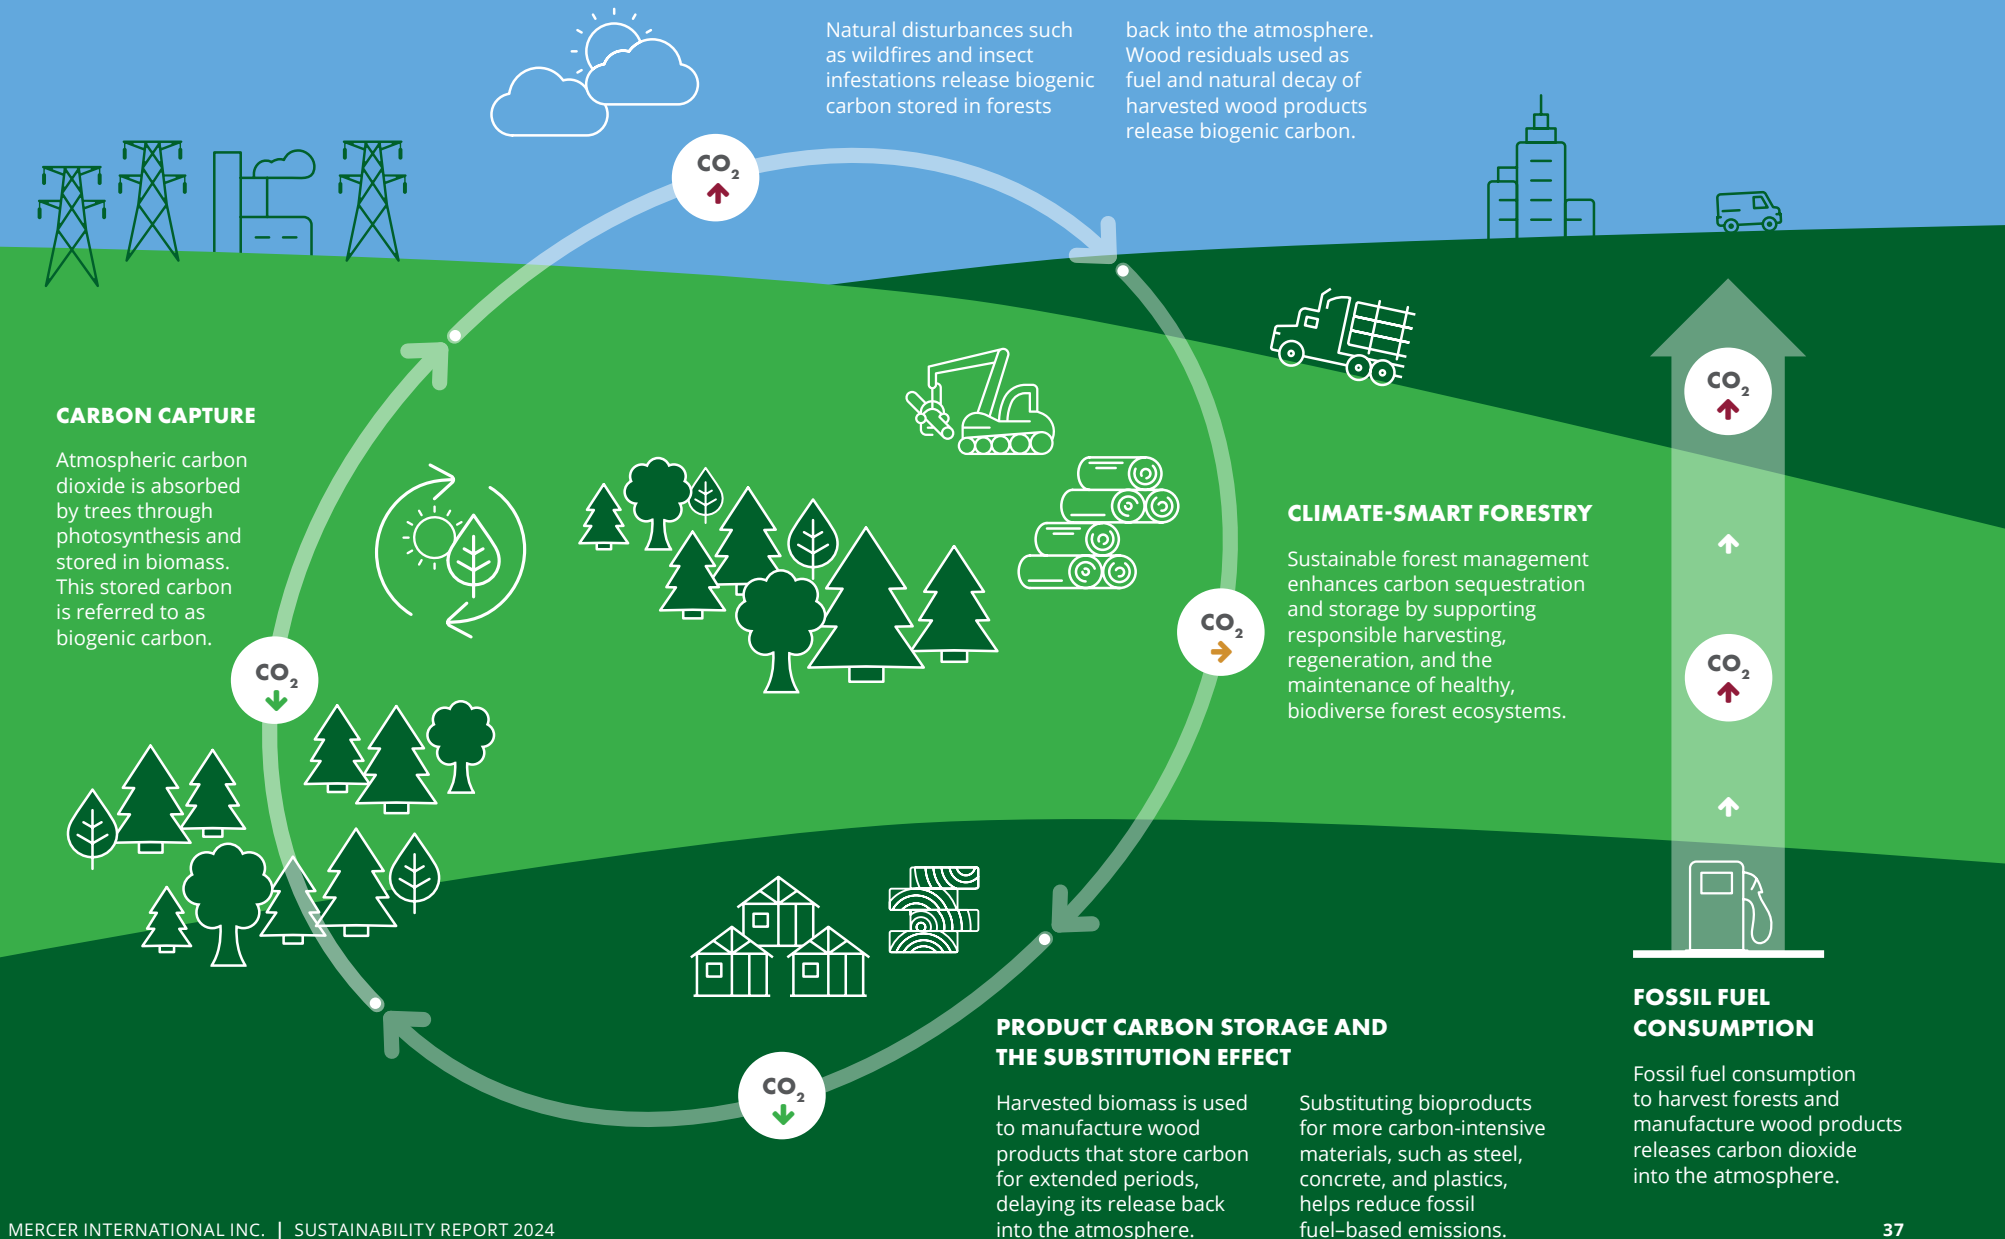 Natural disturbances such
as wildfires and insect
infestations release biogenic
carbon stored in forests
back into the atmosphere.
Wood residuals used as
fuel and natural decay of
harvested wood products
release biogenic carbon.
CO2
CARBON CAPTURE
Atmospheric carbon
dioxide is absorbed
by trees through
photosynthesis and
stored in biomass.
This stored carbon
is referred to as
biogenic carbon.
CO2
CLIMATE-SMART FORESTRY
Sustainable forest management
enhances carbon sequestration
and storage by supporting
responsible harvesting,
regeneration, and the
maintenance of healthy,
biodiverse forest ecosystems.
CO2
CO2
CO2
CO2
PRODUCT CARBON STORAGE AND
THE SUBSTITUTION EFFECT
Harvested biomass is used
to manufacture wood
products that store carbon
for extended periods,
delaying its release back
into the atmosphere.
Substituting bioproducts
for more carbon-intensive
materials, such as steel,
concrete, and plastics,
helps reduce fossil
fuel–based emissions.
FOSSIL FUEL
CONSUMPTION
Fossil fuel consumption
to harvest forests and
manufacture wood products
releases carbon dioxide
into the atmosphere.
MERCER INTERNATIONAL INC. | SUSTAINABILITY REPORT 2024
37